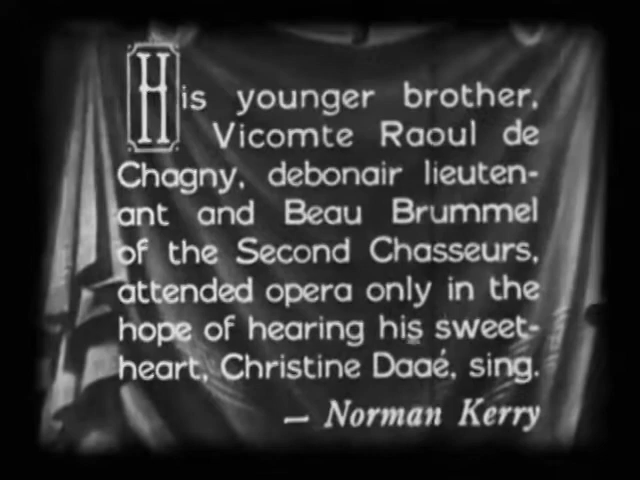 His younger brother,
Vicomte Raoul de
Chagny, debonair lieuten-
ant and Beau Brummel
of the Second Chasseurs,
attended opera only in the
hope of hearing his sweet-
heart, Christine Daaé, sing.
— Norman Kerry